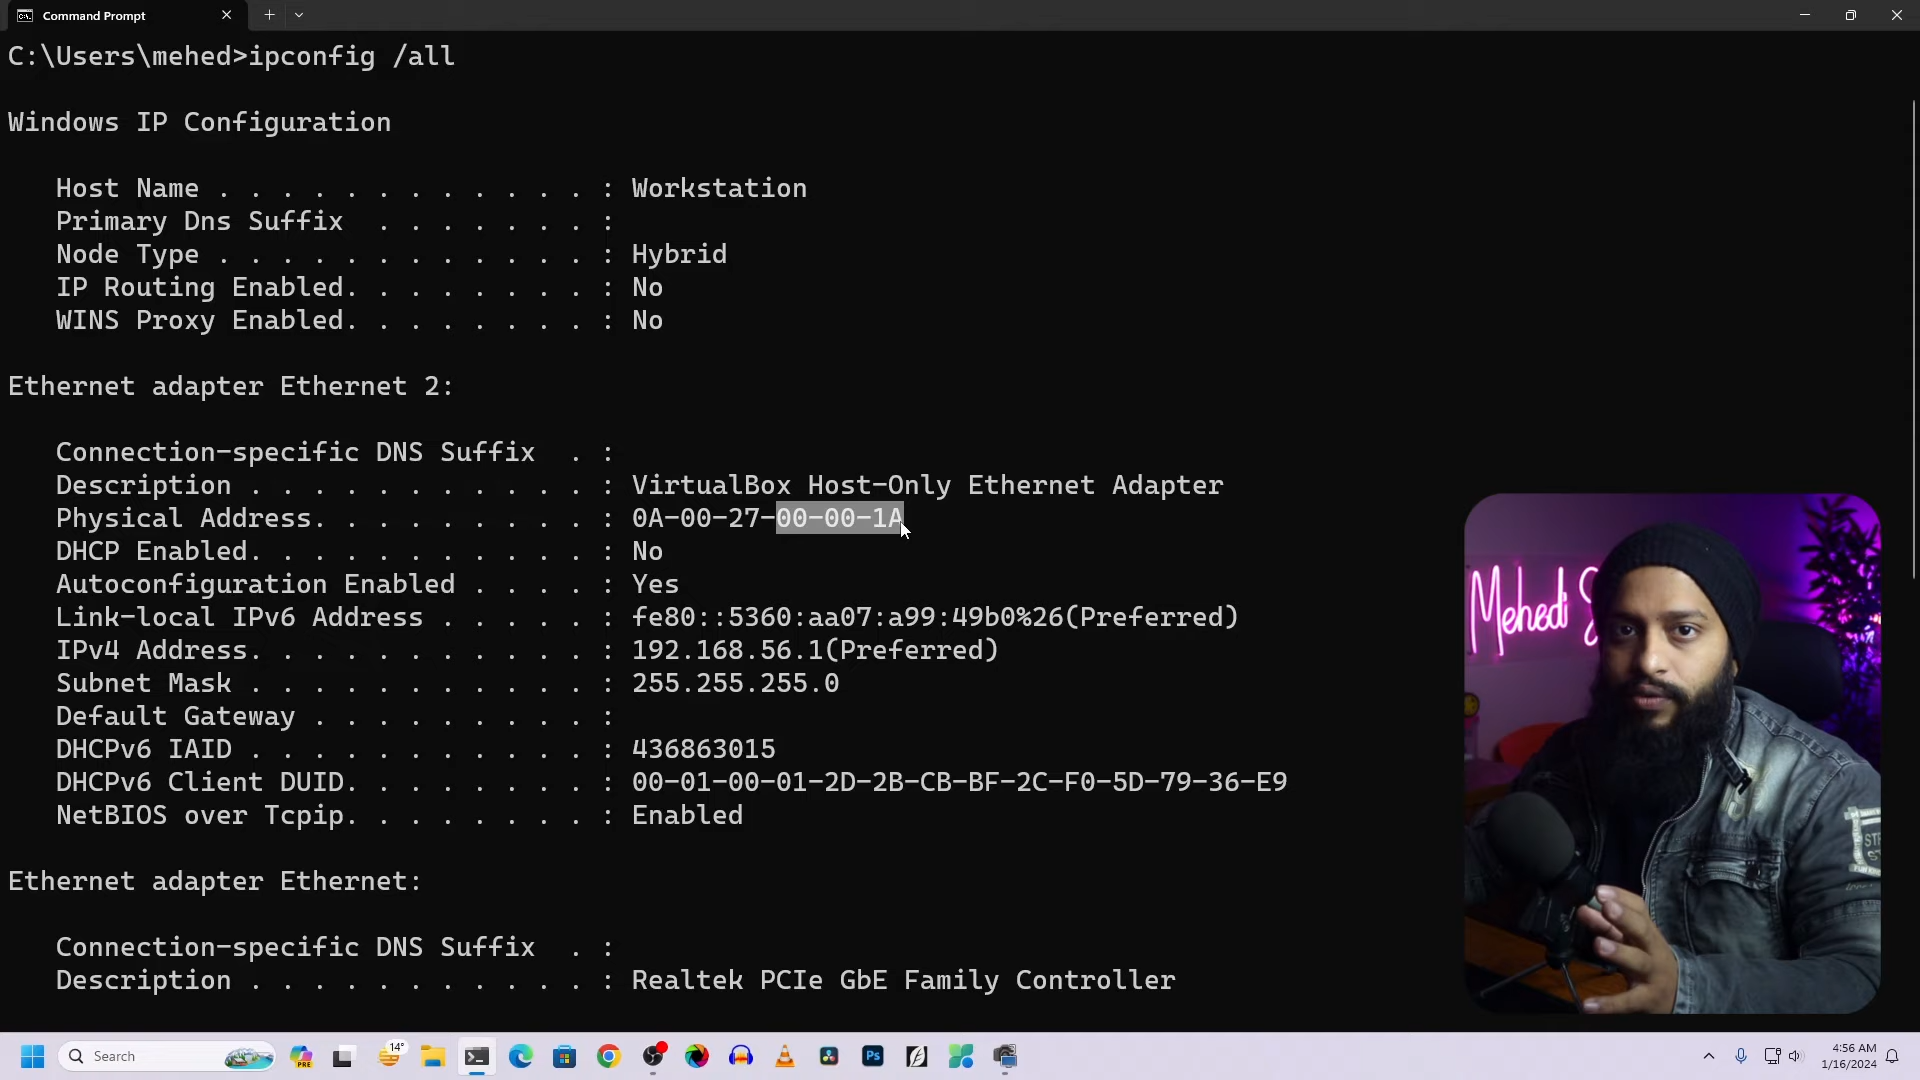 Command Prompt
C:\Users\mehed>ipconfig /all
Windows IP Configuration
Host Name . . . . . . . . . . . . : Workstation
Primary Dns Suffix . . . . . . . :
Node Type . . . . . . . . . . . . : Hybrid
IP Routing Enabled. . . . . . . . : No
WINS Proxy Enabled. . . . . . . . : No
Ethernet adapter Ethernet 2:
Connection-specific DNS Suffix . :
Description . . . . . . . . . . . : VirtualBox Host-Only Ethernet Adapter
Physical Address. . . . . . . . . : 0A-00-27-00-00-1A
DHCP Enabled. . . . . . . . . . . : No
Autoconfiguration Enabled . . . . : Yes
Link-local IPv6 Address . . . . . : fe80::5360:aa07:a99:49b0%26(Preferred)
IPv4 Address. . . . . . . . . . . : 192.168.56.1(Preferred)
Subnet Mask . . . . . . . . . . . : 255.255.255.0
Default Gateway . . . . . . . . . :
DHCPv6 IAID . . . . . . . . . . . : 436863015
DHCPv6 Client DUID. . . . . . . . : 00-01-00-01-2D-2B-CB-BF-2C-F0-5D-79-36-E9
NetBIOS over Tcpip. . . . . . . . : Enabled
Ethernet adapter Ethernet:
Connection-specific DNS Suffix . :
Description . . . . . . . . . . . : Realtek PCIe GbE Family Controller
Mehedi S
Search
PRE
14°
Ps
4:56 AM
1/16/2024